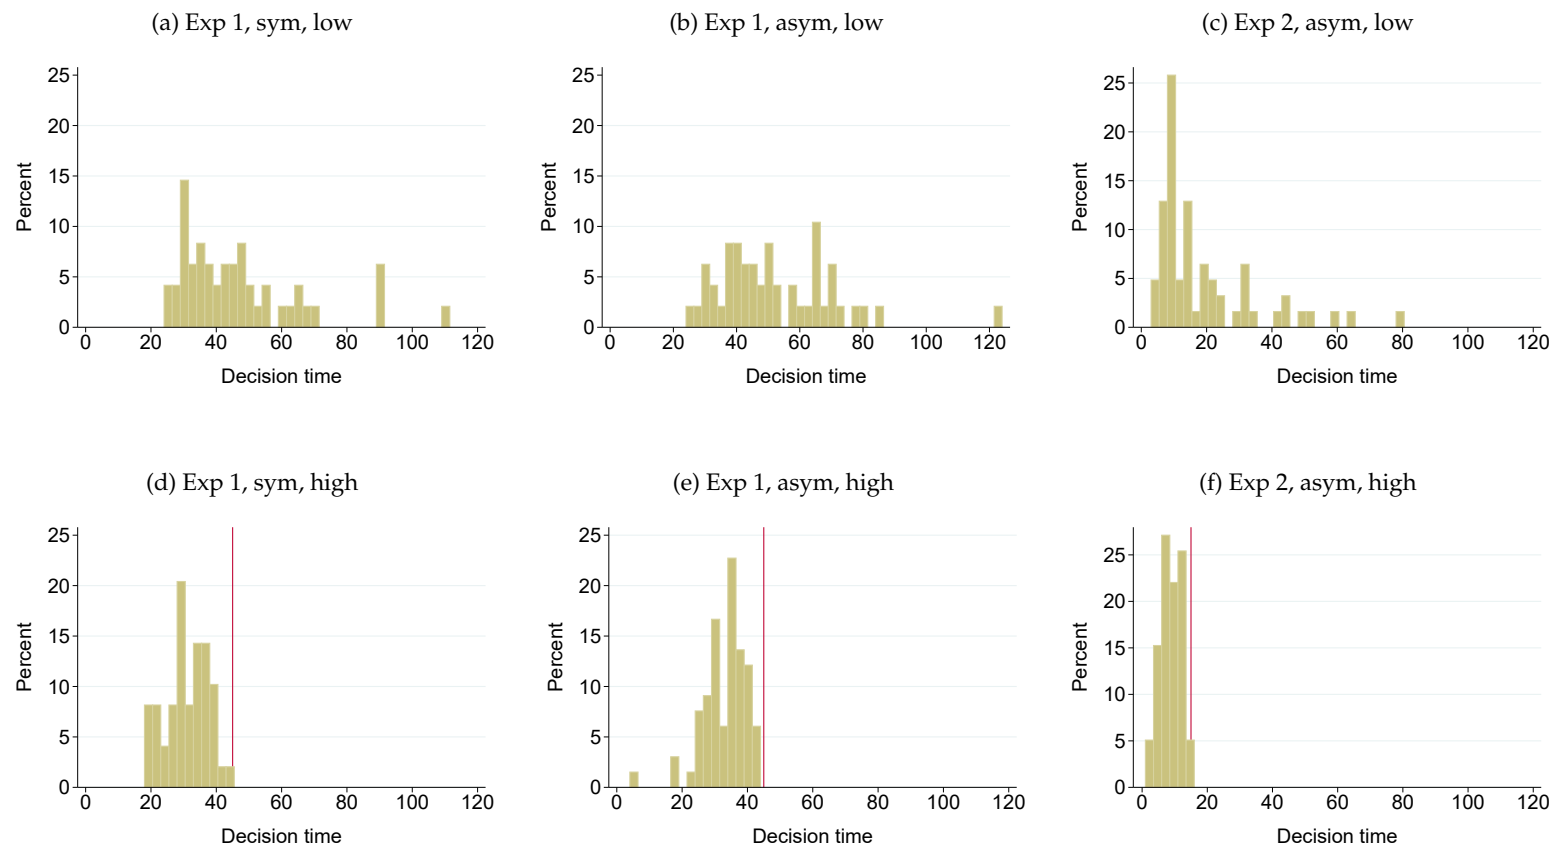 (a) Exp 1, sym, low
Percent
25
20
15
10
5
0
0 20 40 60 80 100 120
Decision time
(b) Exp 1, asym, low
Percent
25
20
15
10
5
0
0 20 40 60 80 100 120
Decision time
(c) Exp 2, asym, low
Percent
25
20
15
10
5
0
0 20 40 60 80 100 120
Decision time
(d) Exp 1, sym, high
Percent
25
20
15
10
5
0
0 20 40 60 80 100 120
Decision time
(e) Exp 1, asym, high
Percent
25
20
15
10
5
0
0 20 40 60 80 100 120
Decision time
(f) Exp 2, asym, high
Percent
25
20
15
10
5
0
0 20 40 60 80 100 120
Decision time